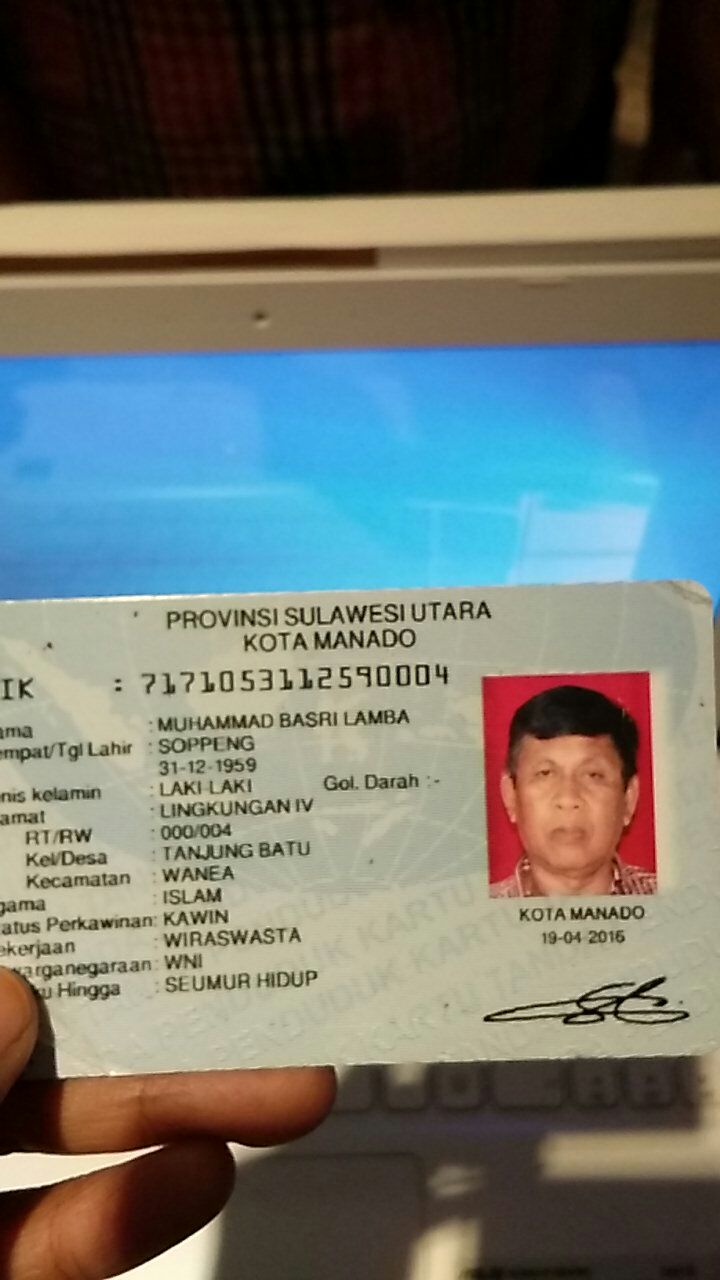 PROVINSI SULAWESI UTARA
KOTA MANADO
IK : 7171053112590004
ama : MUHAMMAD BASRI LAMBA
empat/Tgl Lahir : SOPPENG
31-12-1959
nis kelamin : LAKI-LAKI Gol. Darah :-
amat : LINGKUNGAN IV
RT/RW : 000/004
Kel/Desa : TANJUNG BATU
Kecamatan : WANEA
gama : ISLAM
atus Perkawinan: KAWIN
ekerjaan : WIRASWASTA
warganegaraan: WNI
u Hingga : SEUMUR HIDUP
KOTA MANADO
19-04-2016